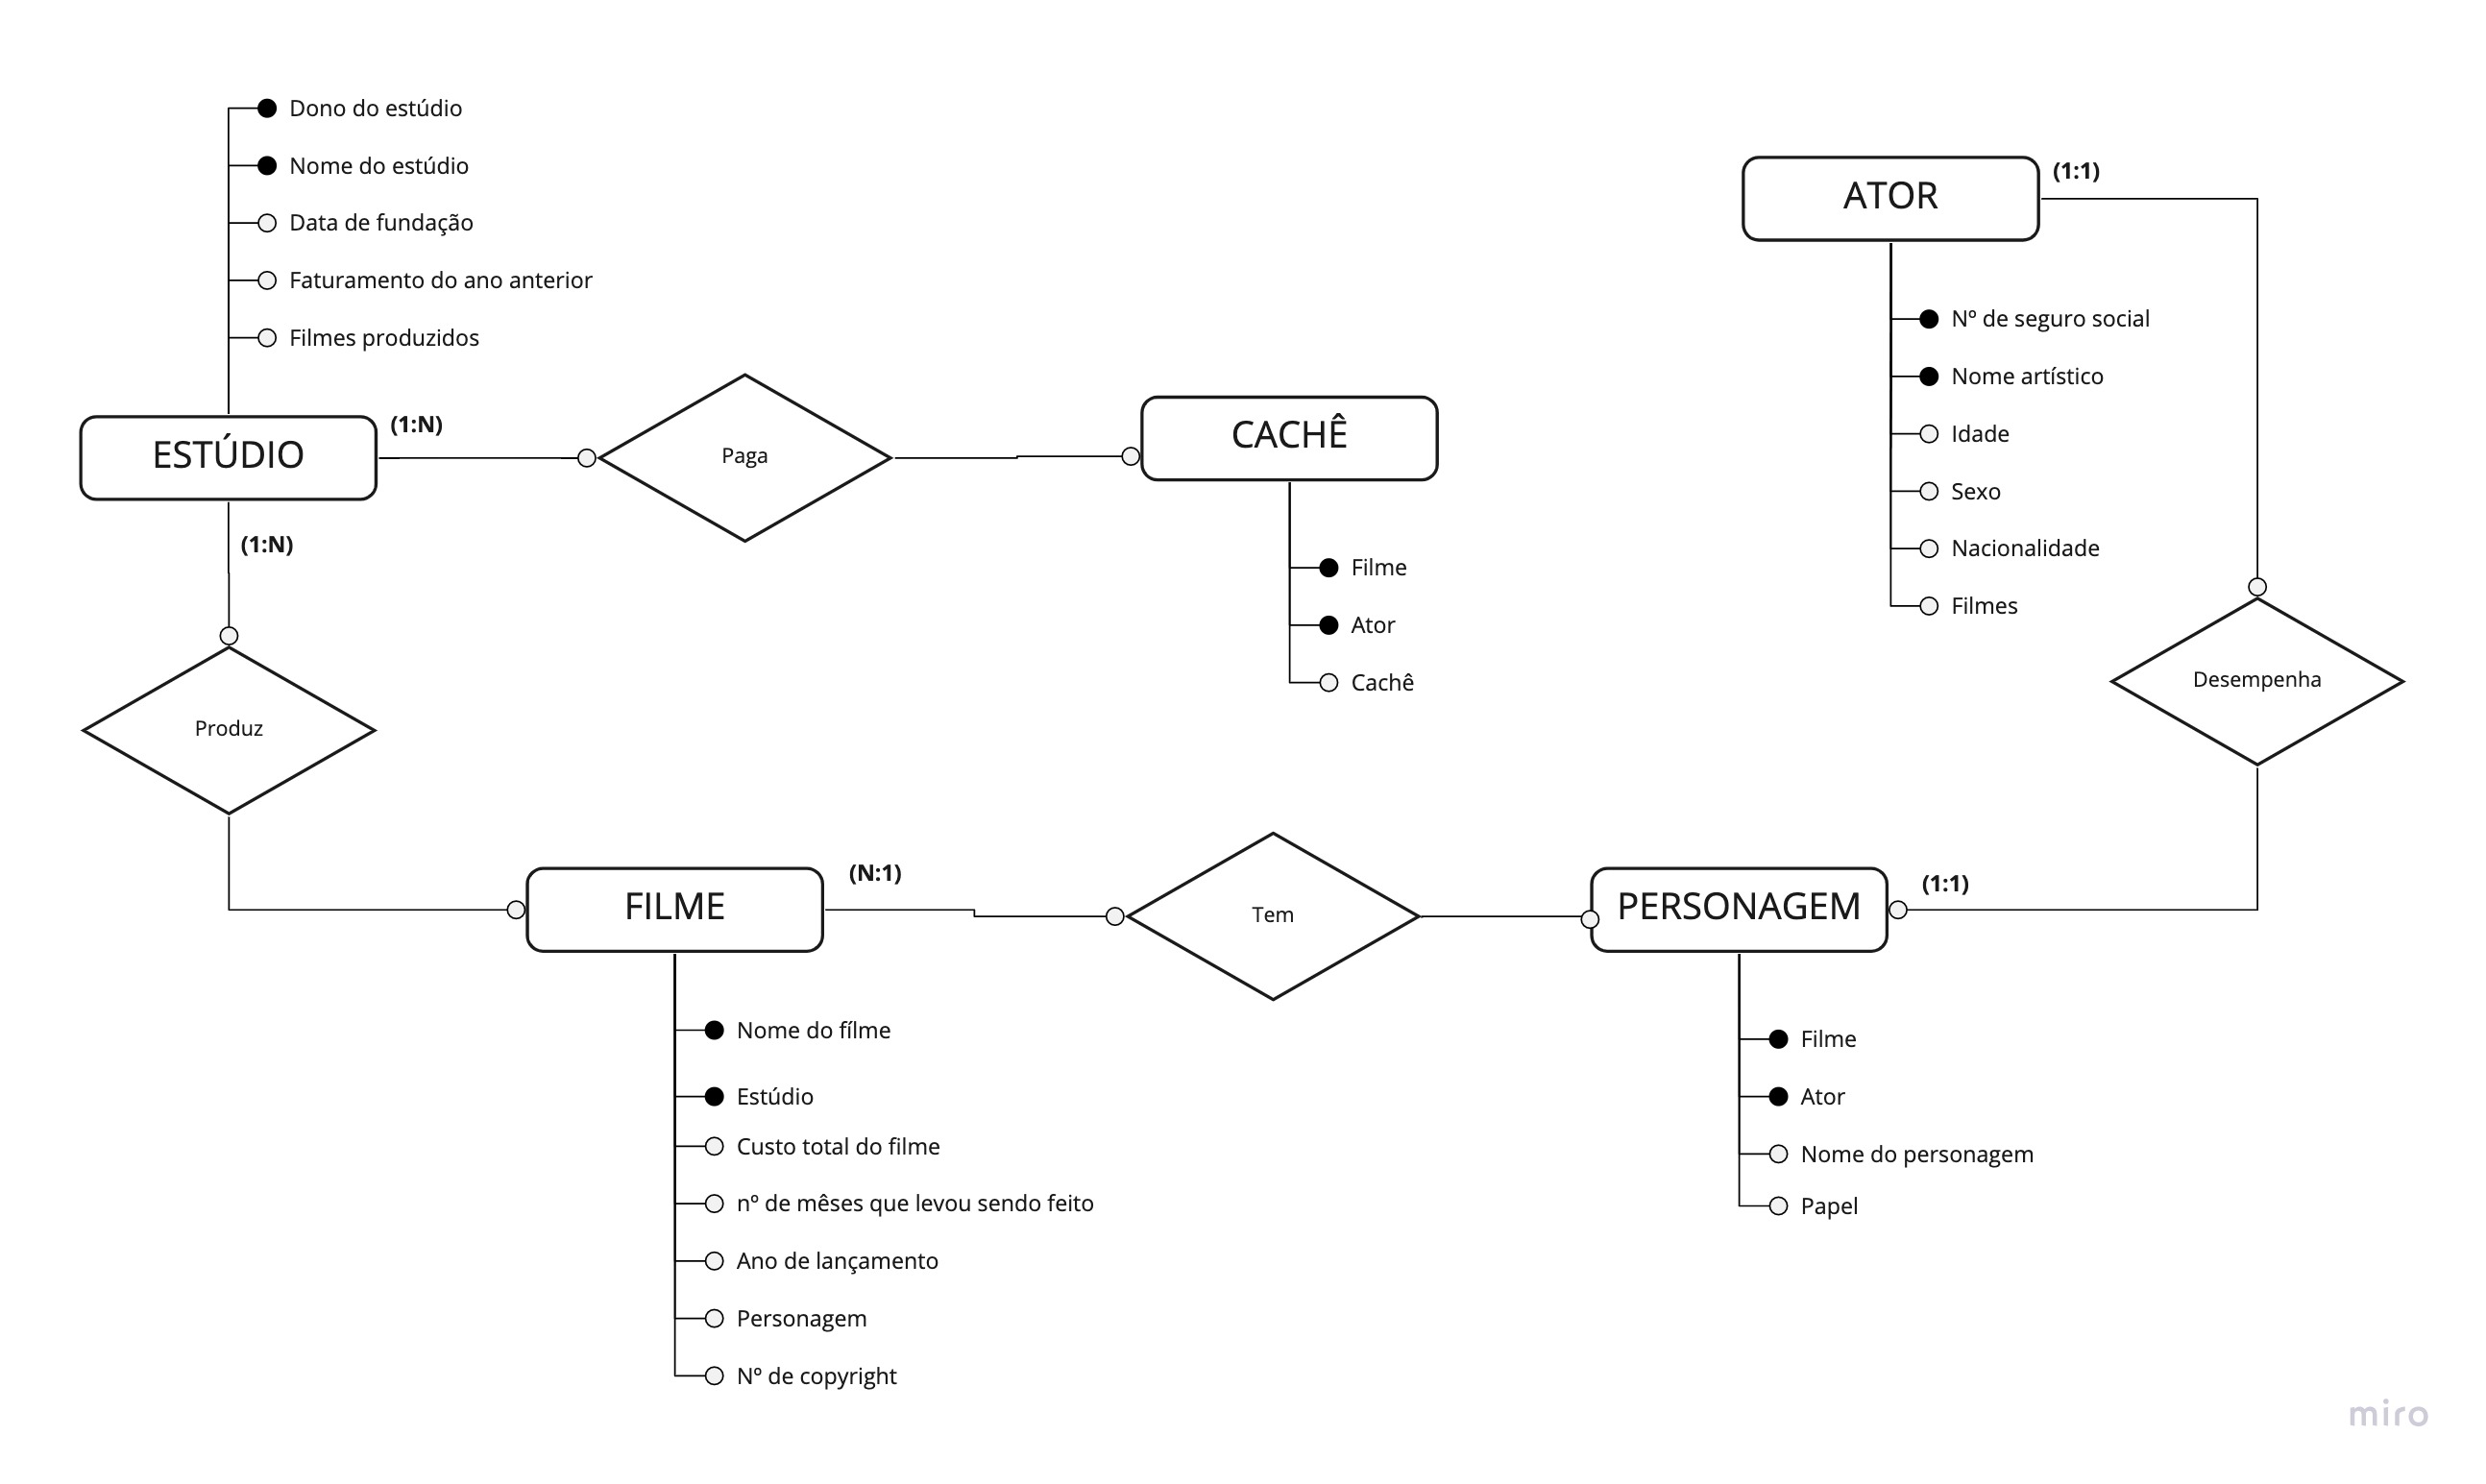 Dono do estúdio
Nome do estúdio
Data de fundação
Faturamento do ano anterior
Filmes produzidos
ESTÚDIO
(1:N)
Paga
CACHÊ
Filme
Ator
Cachê
ATOR
(1:1)
Nº de seguro social
Nome artístico
Idade
Sexo
Nacionalidade
Filmes
Desempenha
(1:N)
Produz
FILME
(N:1)
Tem
PERSONAGEM
(1:1)
Nome do fílme
Estúdio
Custo total do filme
nº de mêses que levou sendo feito
Ano de lançamento
Personagem
Nº de copyright
Filme
Ator
Nome do personagem
Papel
miro